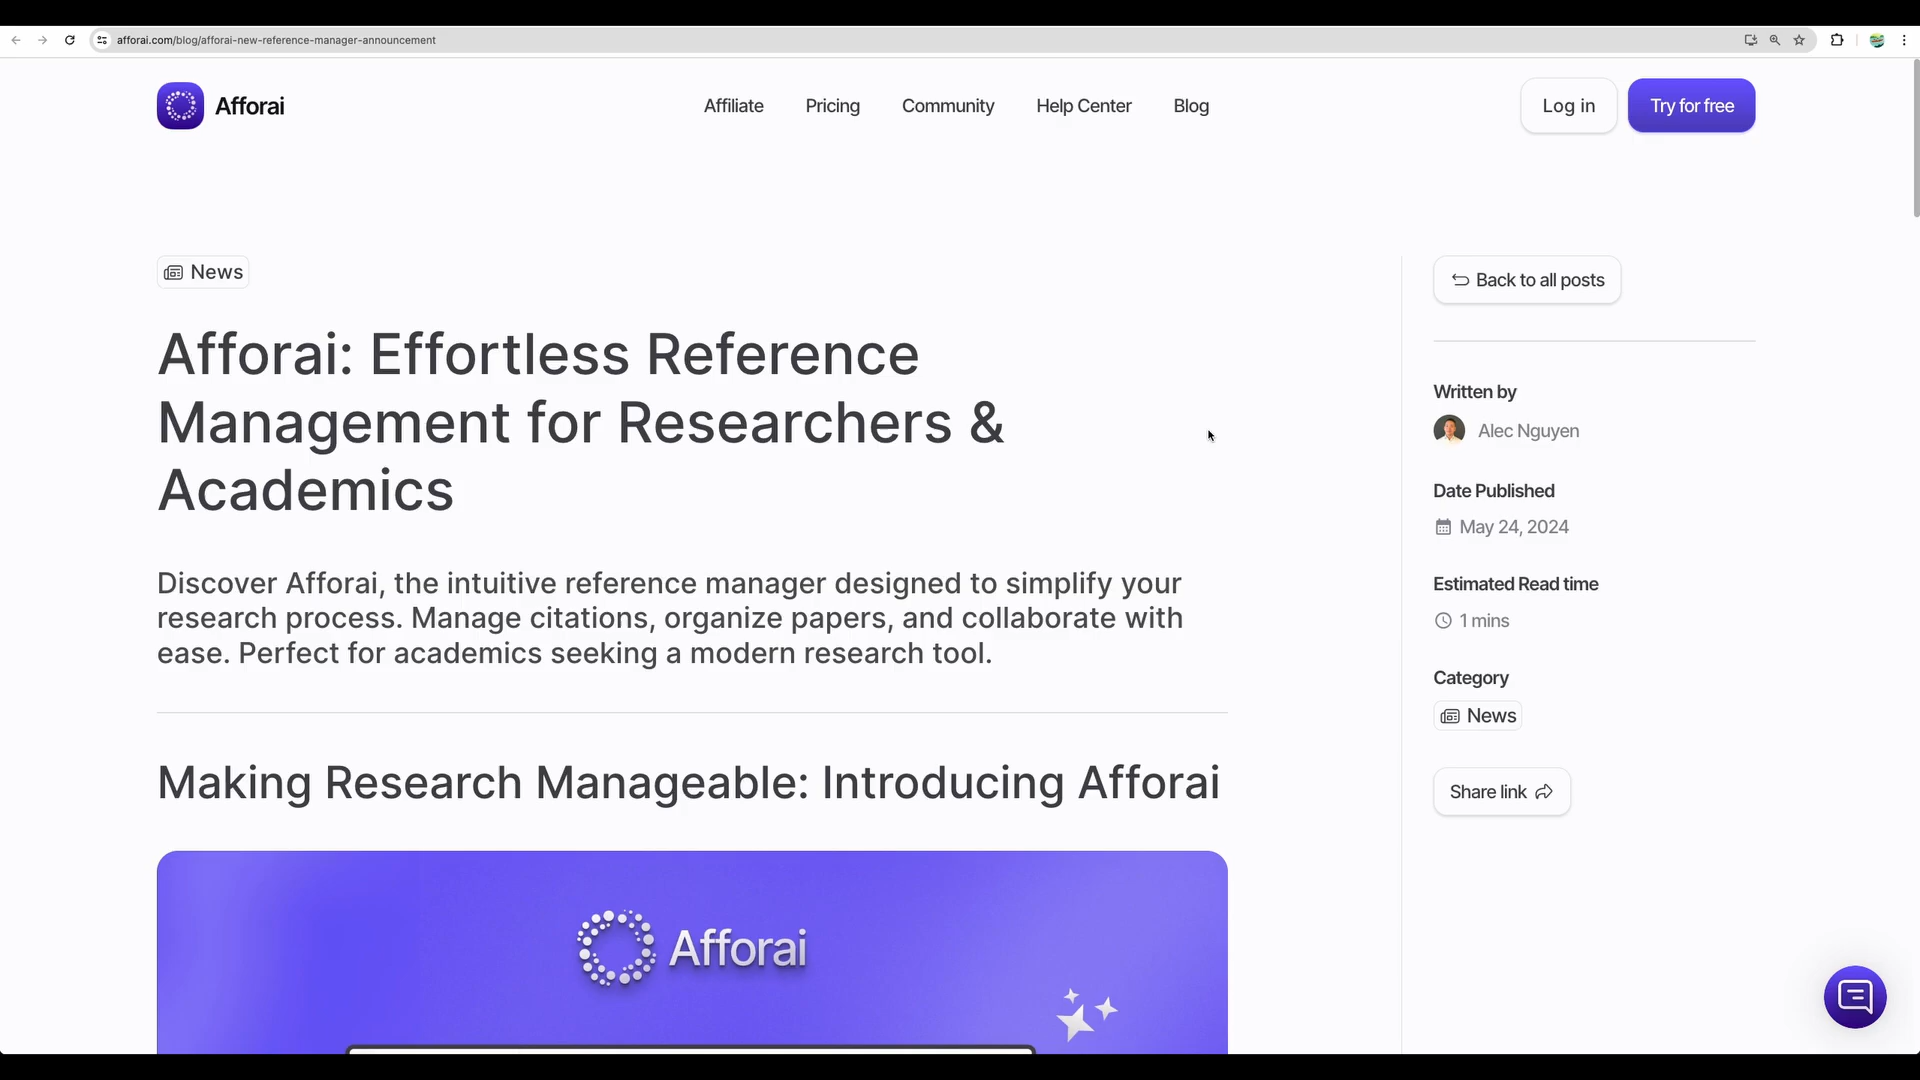 afforai.com/blog/afforai-new-reference-manager-announcement
Afforai
Affiliate
Pricing
Community
Help Center
Blog
Log in
Try for free
News
Afforai: Effortless Reference
Management for Researchers &
Academics
Discover Afforai, the intuitive reference manager designed to simplify your
research process. Manage citations, organize papers, and collaborate with
ease. Perfect for academics seeking a modern research tool.
Making Research Manageable: Introducing Afforai
Afforai
Back to all posts
Written by
Alec Nguyen
Date Published
May 24, 2024
Estimated Read time
1 mins
Category
News
Share link